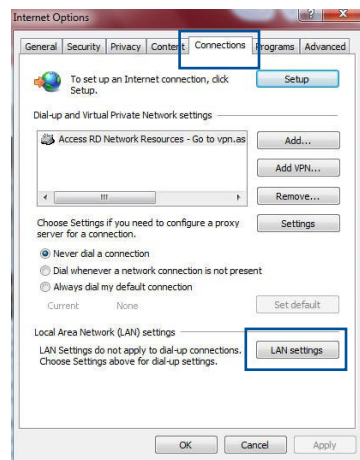 Internet Options
General Security Privacy Content Connections Programs Advanced
To set up an Internet connection, click
Setup.
Setup
Dial-up and Virtual Private Network settings
Access RD Network Resources - Go to vpn.as
Add...
Add VPN...
Remove...
Choose Settings if you need to configure a proxy
server for a connection.
Settings
Never dial a connection
Dial whenever a network connection is not present
Always dial my default connection
Current None
Set default
Local Area Network (LAN) settings
LAN Settings do not apply to dial-up connections.
Choose Settings above for dial-up settings.
LAN settings
OK Cancel Apply